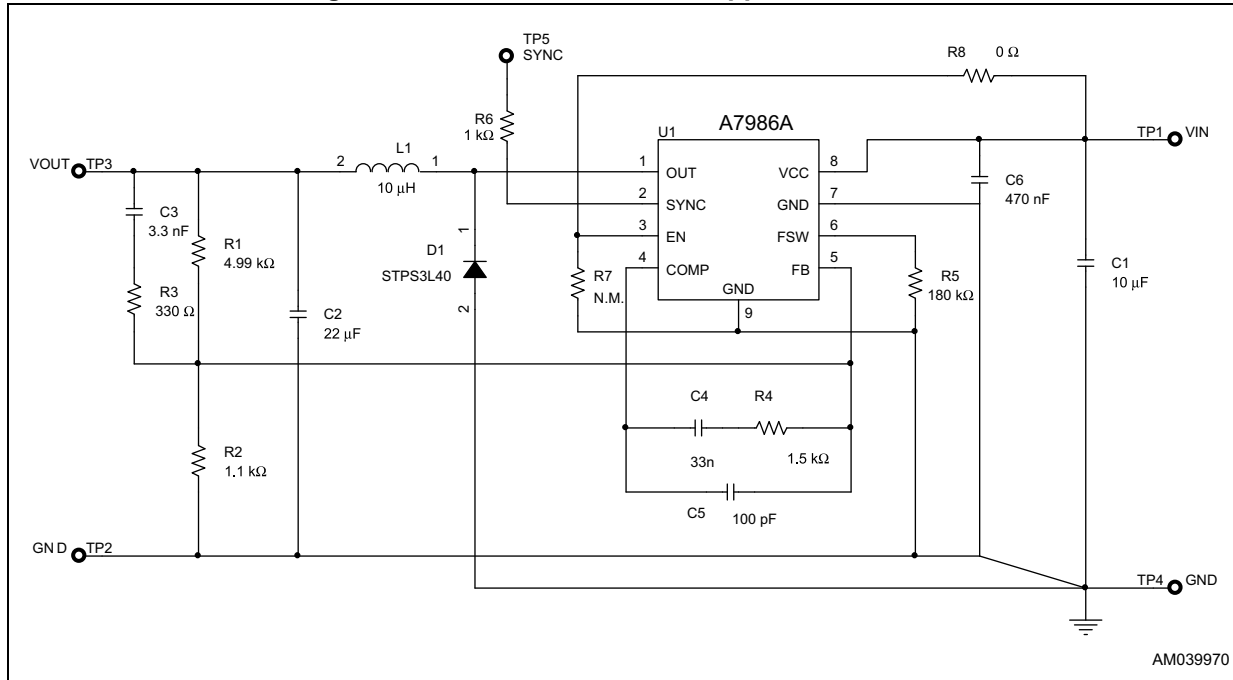 TP5
SYNC
R8 0 Ω
R6
1 kΩ
U1
A7986A
TP1 VIN
VOUT TP3
2 L1 1
10 μH
1 OUT
VCC 8
2 SYNC
GND 7
3 EN
FSW 6
4 COMP
FB 5
GND
9
C6
470 nF
C3
3.3 nF
R1
4.99 kΩ
R3
330 Ω
C2
22 μF
1
D1
STPS3L40
2
R7
N.M.
R5
180 kΩ
C1
10 μF
C4 R4
33n 1.5 kΩ
C5 100 pF
R2
1.1 kΩ
GND TP2
TP4 GND
AM039970